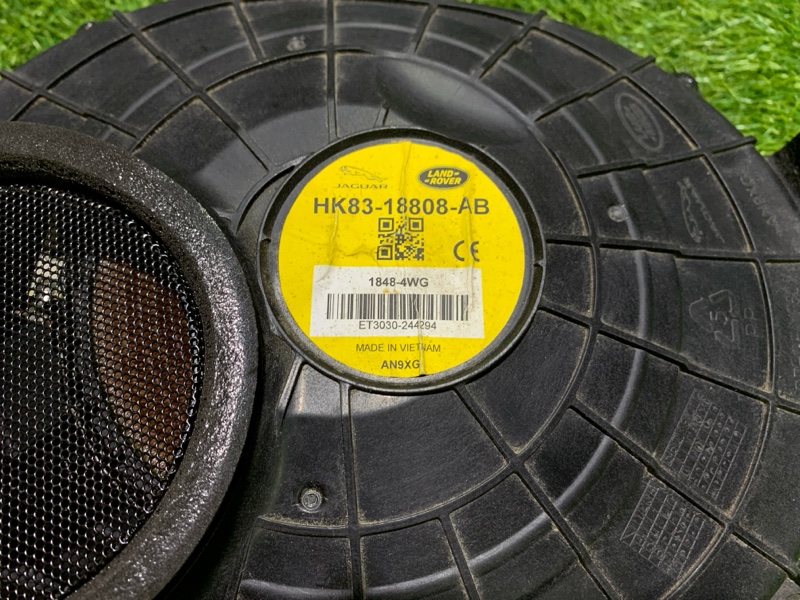 JAGUAR
LAND-
ROVER
HK83-18808-AB
CE
1848-4WG
ET3030-244294
MADE IN VIETNAM
AN9XG